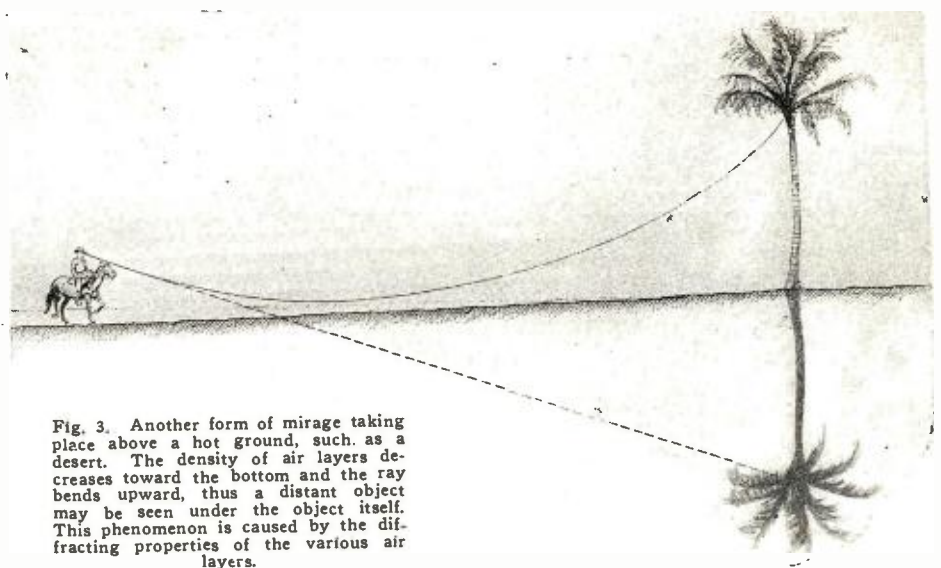 Fig. 3. Another form of mirage taking
place above a hot ground, such. as a
desert. The density of air layers de-
creases toward the bottom and the ray
bends upward, thus a distant object
may be seen under the object itself.
This phenomenon is caused by the dif-
fracting properties of the various air
layers.